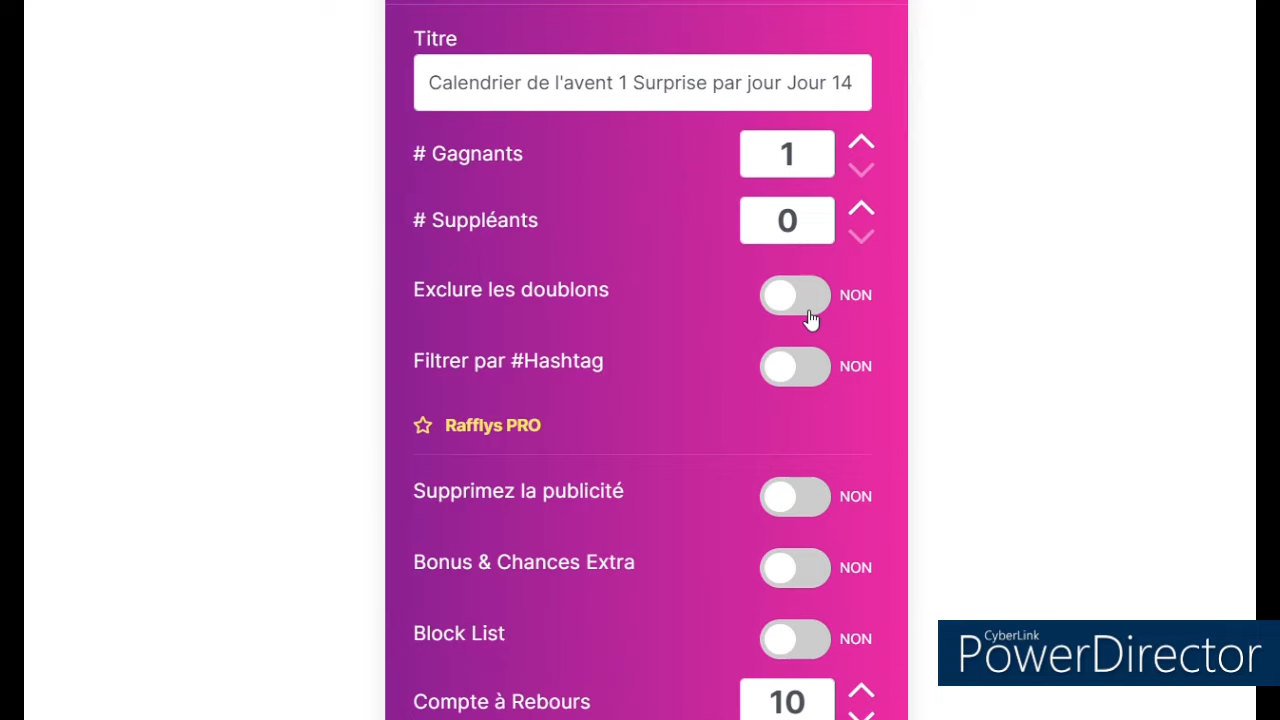 Titre
Calendrier de l'avent 1 Surprise par jour Jour 14
# Gagnants 1
# Suppléants 0
Exclure les doublons NON
Filtrer par #Hashtag NON
Rafflys PRO
Supprimez la publicité NON
Bonus & Chances Extra NON
Block List NON
Compte à Rebours 10
CyberLink
PowerDirector